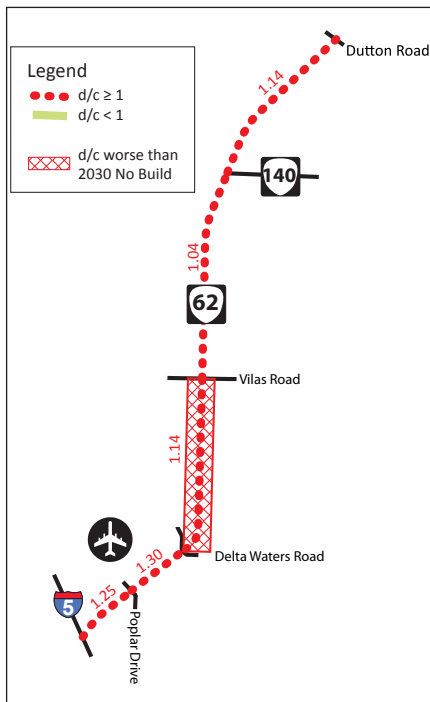 Legend
d/c ≥ 1
d/c < 1
d/c worse than
2030 No Build
1.14
Dutton Road
140
1.04
62
Vilas Road
1.14
Delta Waters Road
1.30
1.25
5
Poplar Drive